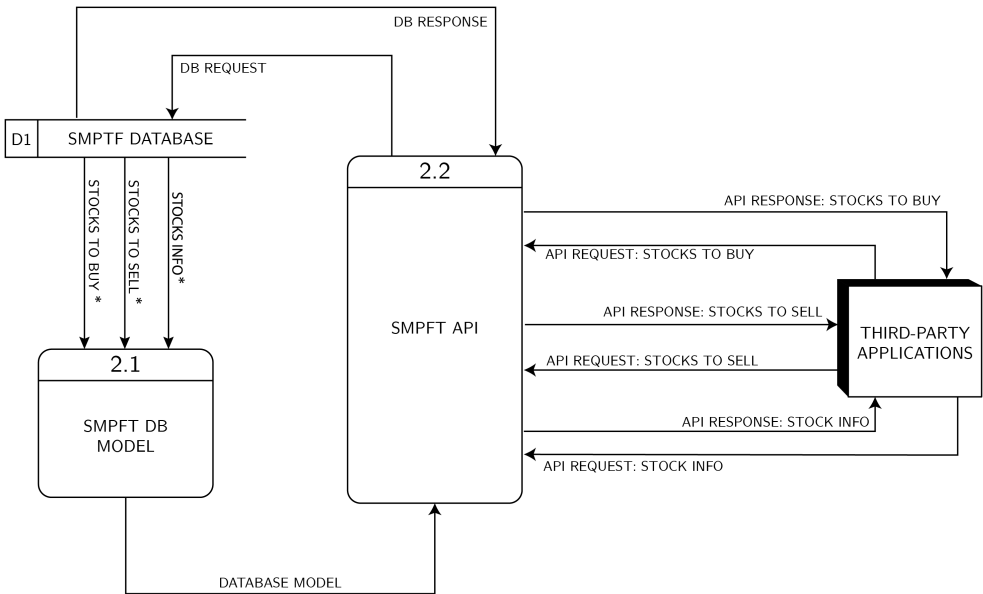 DB RESPONSE
DB REQUEST
D1
SMPTF DATABASE
STOCKS TO BUY *
STOCKS TO SELL *
STOCKS INFO*
2.2
SMPFT API
API RESPONSE: STOCKS TO BUY
API REQUEST: STOCKS TO BUY
API RESPONSE: STOCKS TO SELL
API REQUEST: STOCKS TO SELL
API RESPONSE: STOCK INFO
API REQUEST: STOCK INFO
THIRD-PARTY
APPLICATIONS
2.1
SMPFT DB
MODEL
DATABASE MODEL